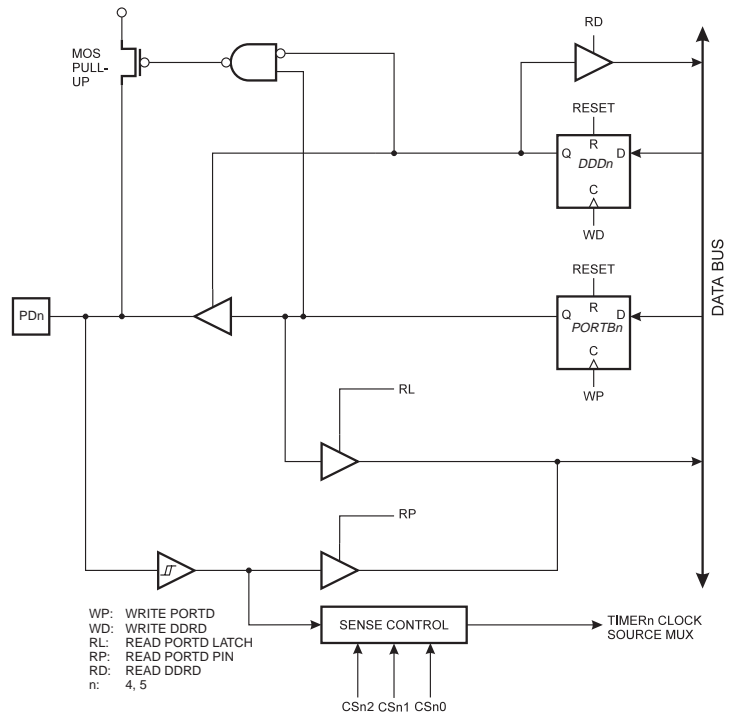 RD
MOS
PULL-
UP
RESET
R
Q
D
DDDn
C
WD
RESET
R
Q
D
PORTBn
C
WP
DATA BUS
PDn
RL
RP
SENSE CONTROL
TIMERn CLOCK
SOURCE MUX
CSn2 CSn1 CSn0
WP: WRITE PORTD
WD: WRITE DDRD
RL: READ PORTD LATCH
RP: READ PORTD PIN
RD: READ DDRD
n: 4, 5